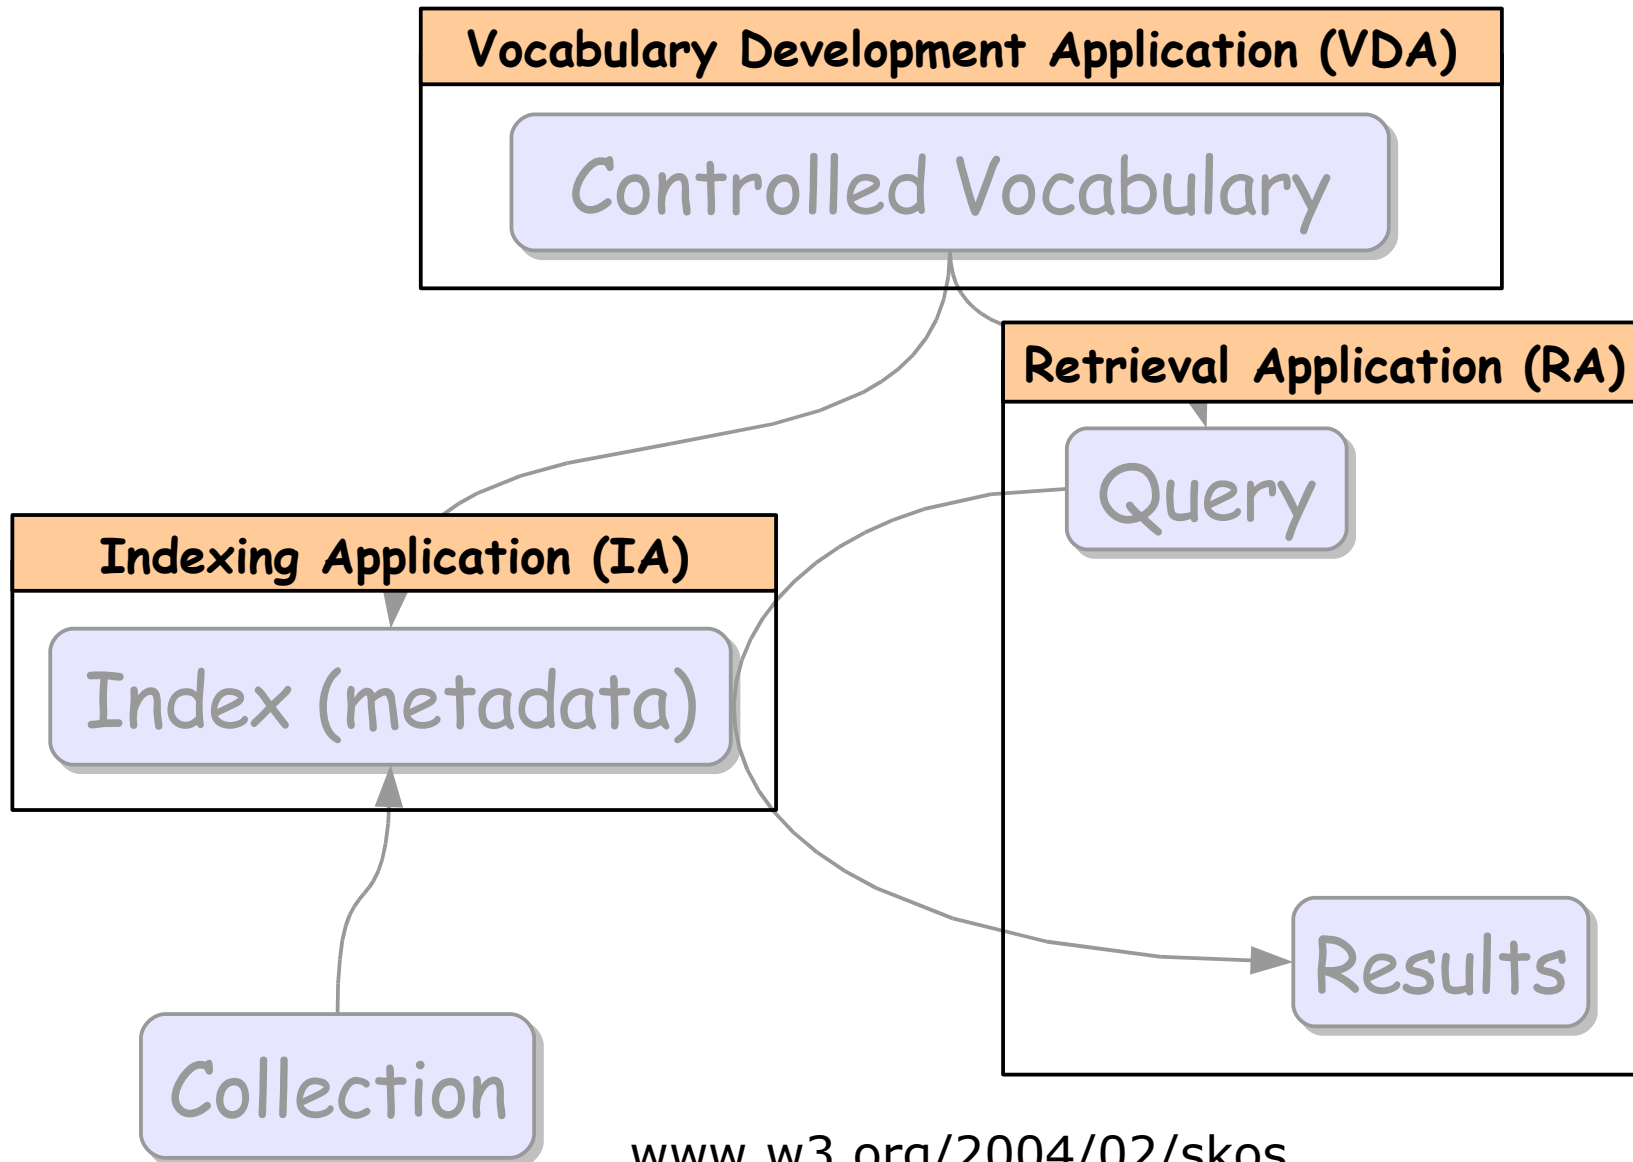 Vocabulary Development Application (VDA)
Controlled Vocabulary
Retrieval Application (RA)
Query
Indexing Application (IA)
Index (metadata)
Results
Collection
www.w3.org/2004/02/skos